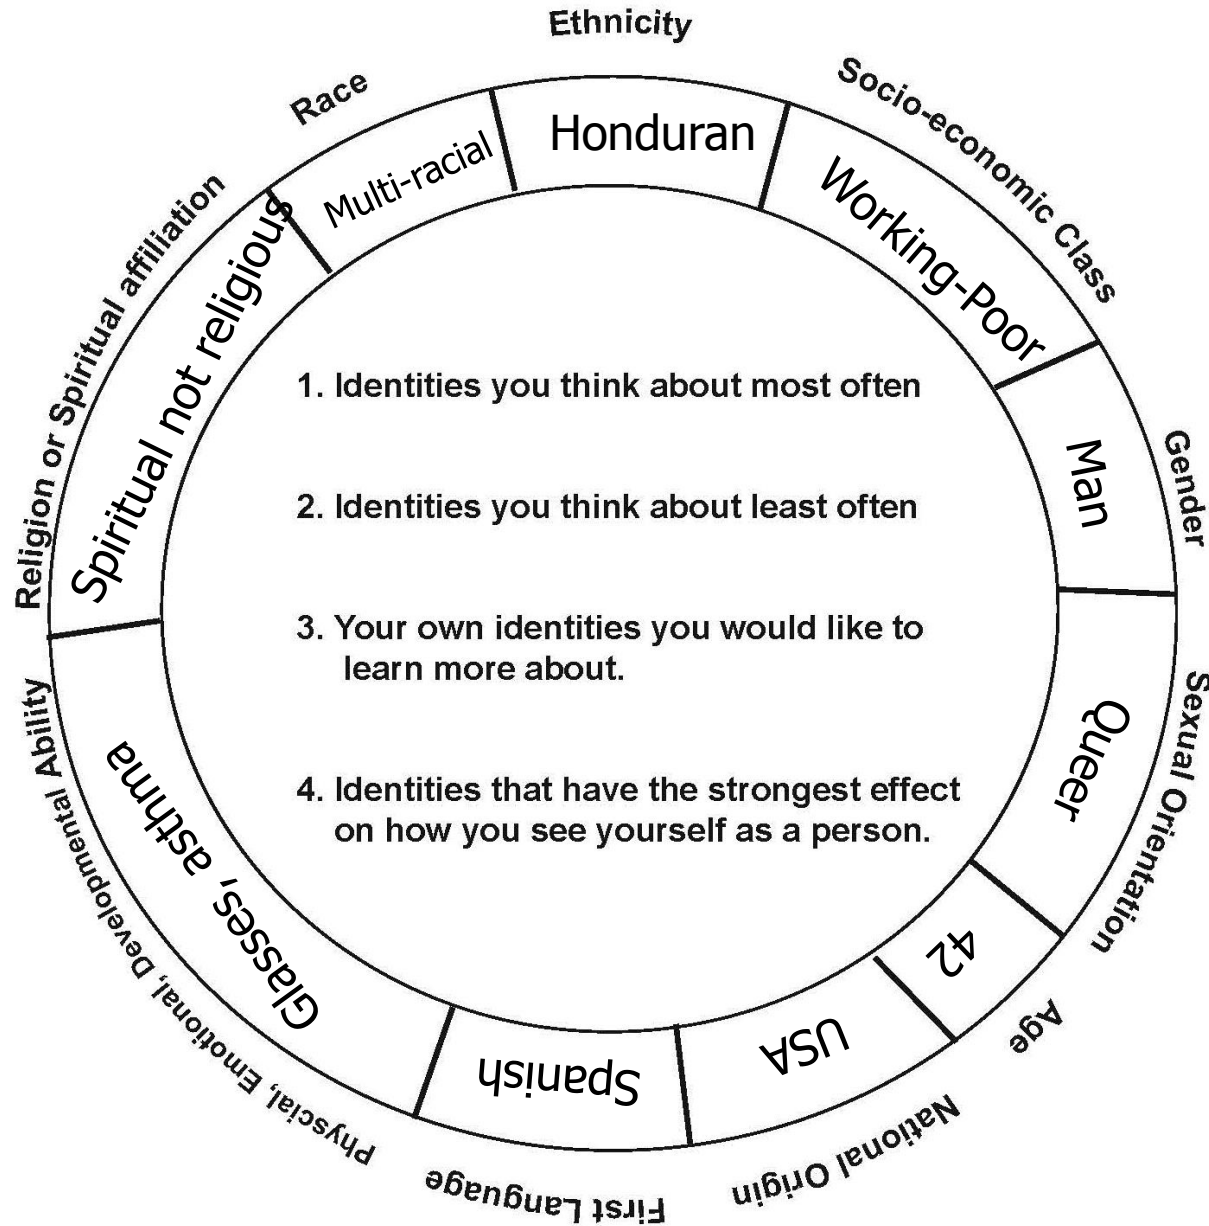 Ethnicity
Honduran
Socio-economic Class
Working-Poor
Gender
Man
Sexual Orientation
Queer
Age
42
National Origin
USA
First Language
Spanish
Physcial, Emotional, Developmental Ability
Glasses, asthma
Religion or Spiritual affiliation
Spiritual not religious
Race
Multi-racial
1. Identities you think about most often
2. Identities you think about least often
3. Your own identities you would like to
learn more about.
4. Identities that have the strongest effect
on how you see yourself as a person.